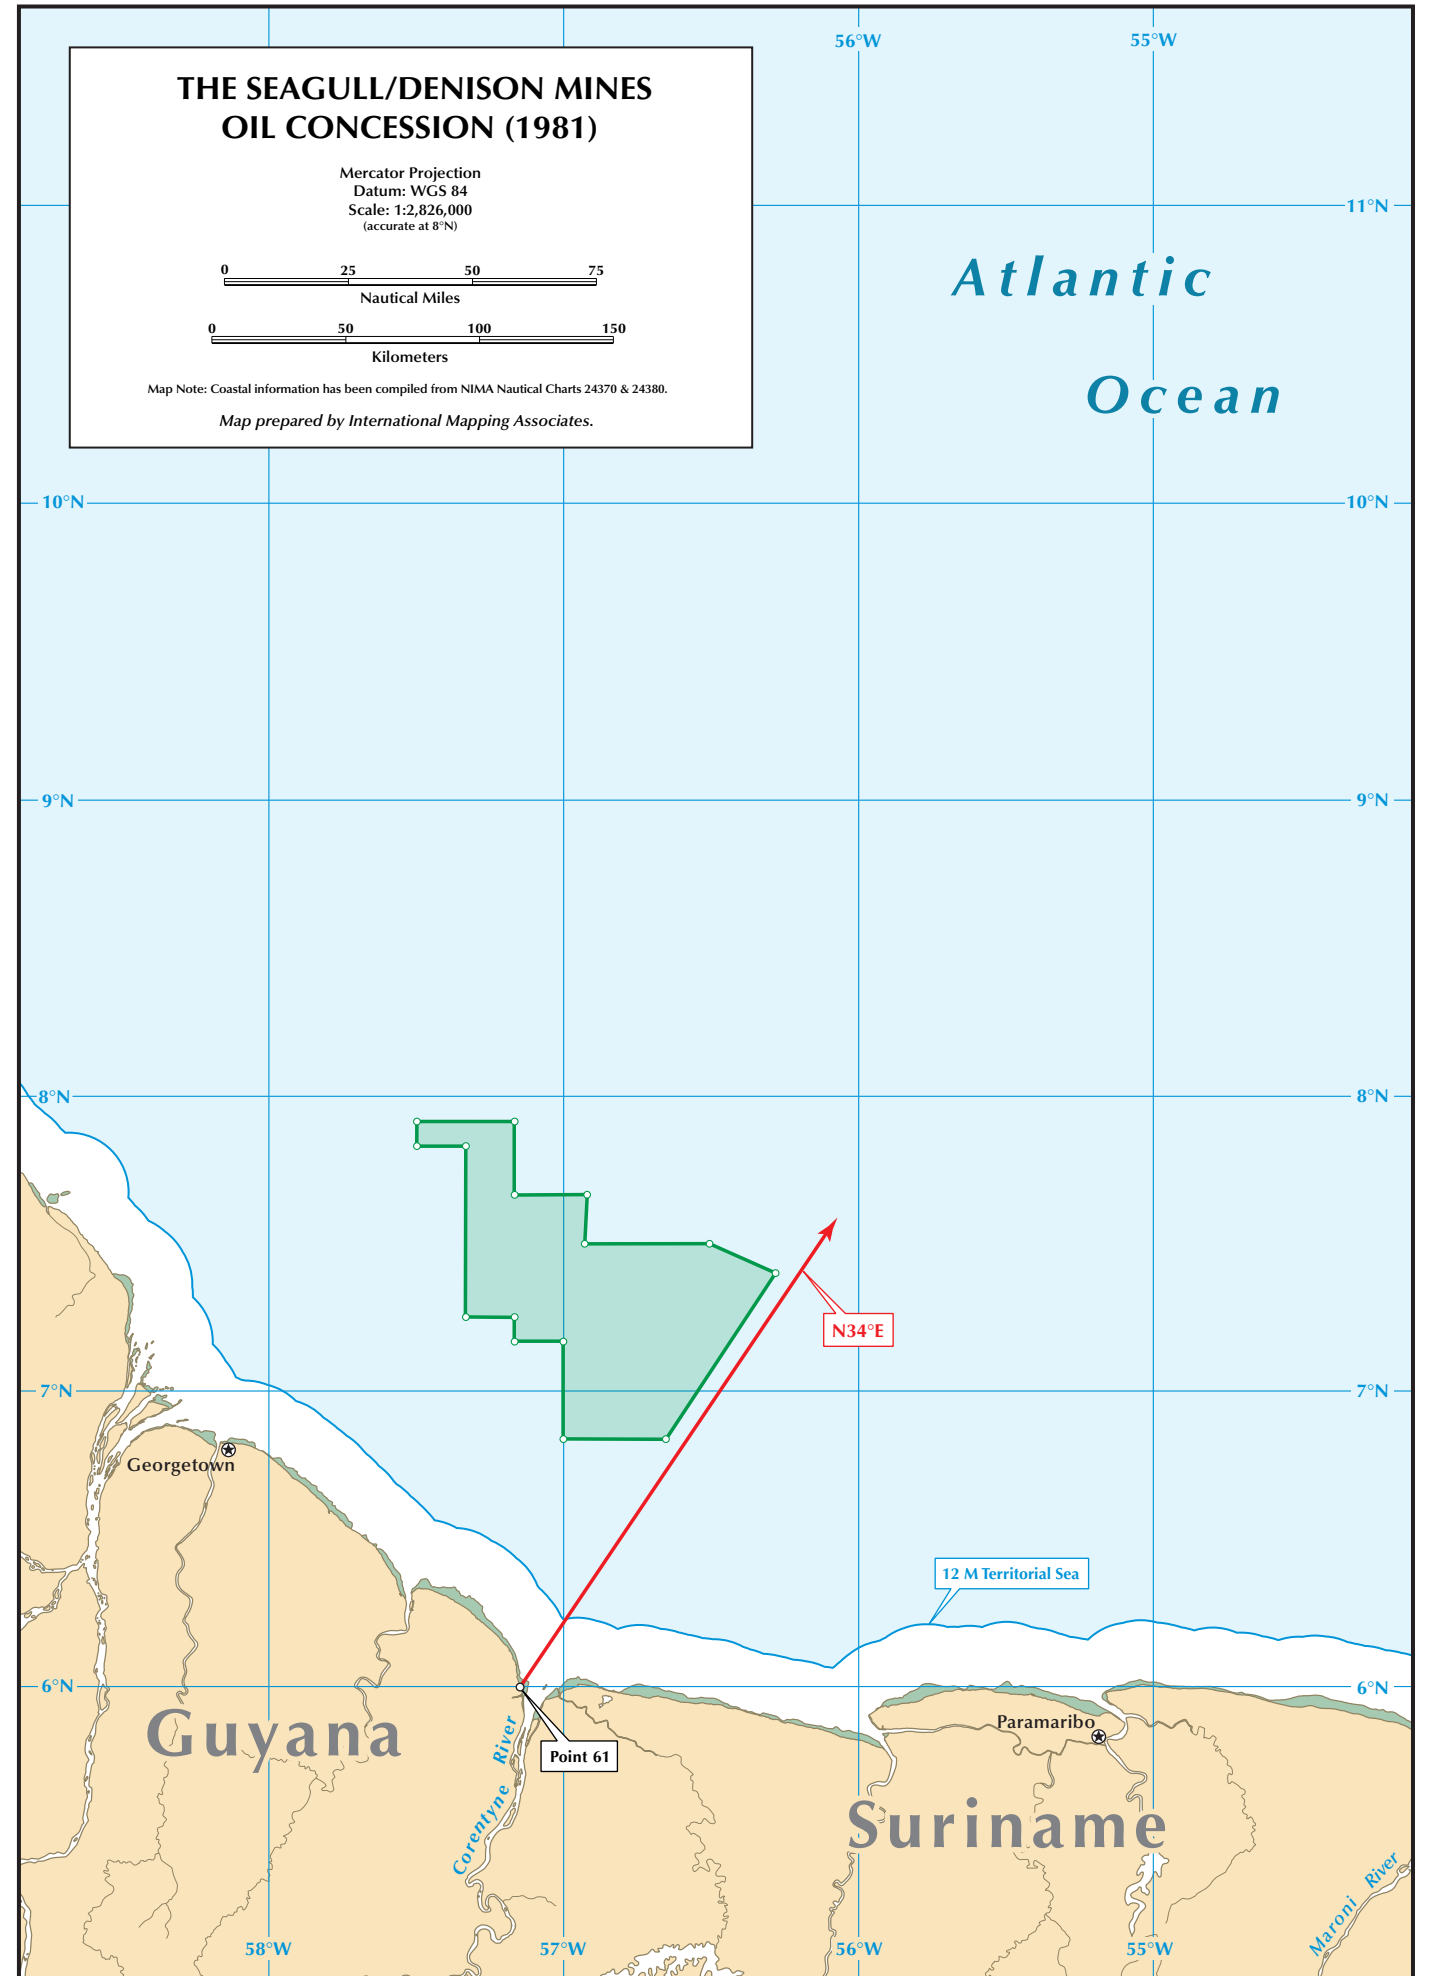 56°W
55°W
THE SEAGULL/DENISON MINES
OIL CONCESSION (1981)
Mercator Projection
Datum: WGS 84
Scale: 1:2,826,000
(accurate at 8°N)
0 25 50 75
Nautical Miles
0 50 100 150
Kilometers
Map Note: Coastal information has been compiled from NIMA Nautical Charts 24370 & 24380.
Map prepared by International Mapping Associates.
11°N
Atlantic
Ocean
10°N
10°N
9°N
9°N
8°N
8°N
N34°E
7°N
7°N
Georgetown
12 M Territorial Sea
6°N
6°N
Guyana
Corentyne River
Point 61
Paramaribo
Suriname
Maroni River
58°W
57°W
56°W
55°W